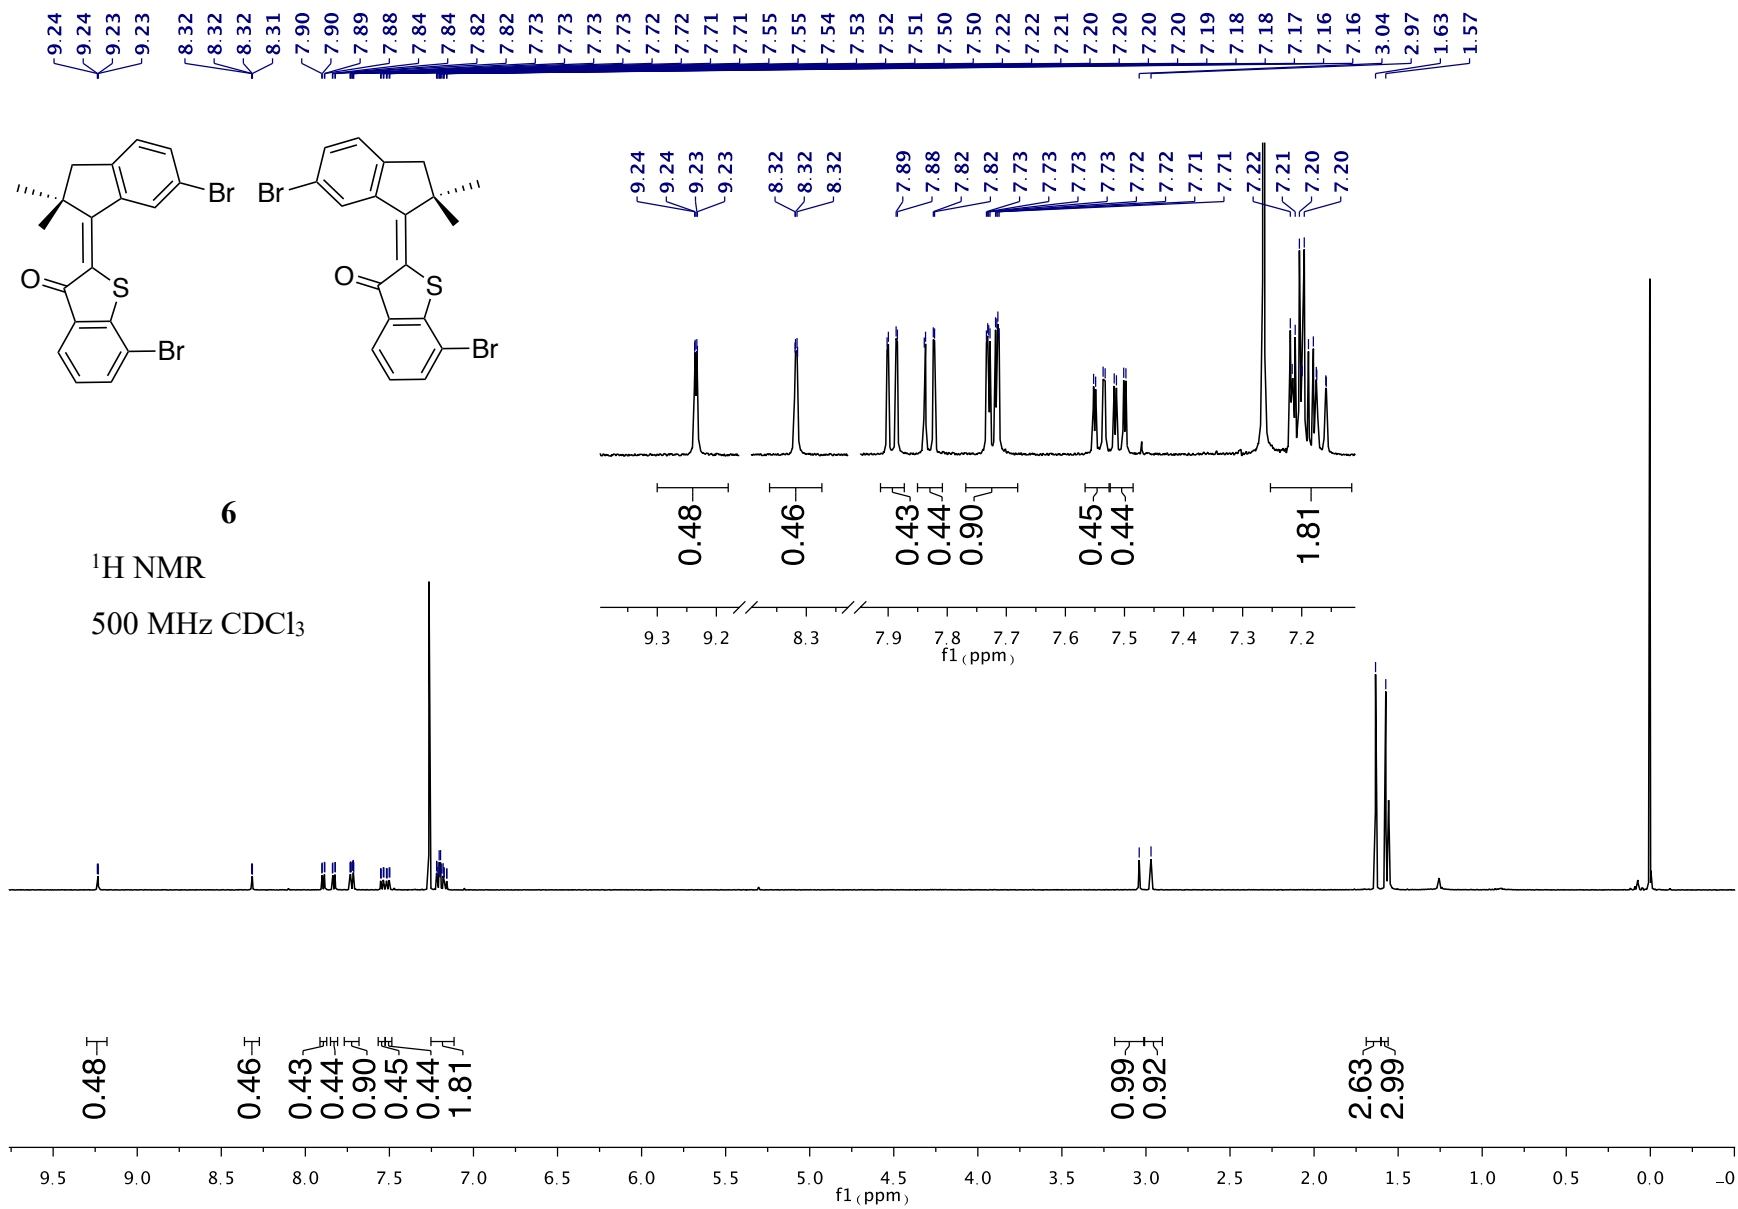 9.24 9.24 9.23 9.23 8.32 8.32 8.32 8.31 7.90 7.90 7.89 7.88 7.84 7.84 7.82 7.82 7.73 7.73 7.73 7.73 7.72 7.72 7.71 7.71 7.55 7.55 7.54 7.53 7.52 7.51 7.50 7.50 7.22 7.22 7.21 7.20 7.20 7.20 7.20 7.19 7.18 7.18 7.17 7.16 7.16 3.04 2.97 1.63 1.57
9.24 9.24 9.23 9.23 8.32 8.32 8.32 7.89 7.88 7.82 7.82 7.73 7.73 7.73 7.73 7.72 7.72 7.71 7.71 7.22 7.21 7.20 7.20
Br Br
O S O S
Br Br
0.48 0.46 0.43 0.44 0.90 0.45 0.44 1.81
9.3 9.2 8.3 7.9 7.8 7.7 7.6 7.5 7.4 7.3 7.2
f1 (ppm)
6
1H NMR
500 MHz CDCl3
0.48 0.46 0.43 0.44 0.90 0.45 0.44 1.81 0.99 0.92 2.63 2.99
9.5 9.0 8.5 8.0 7.5 7.0 6.5 6.0 5.5 5.0 4.5 4.0 3.5 3.0 2.5 2.0 1.5 1.0 0.5 0.0 -0
f1 (ppm)